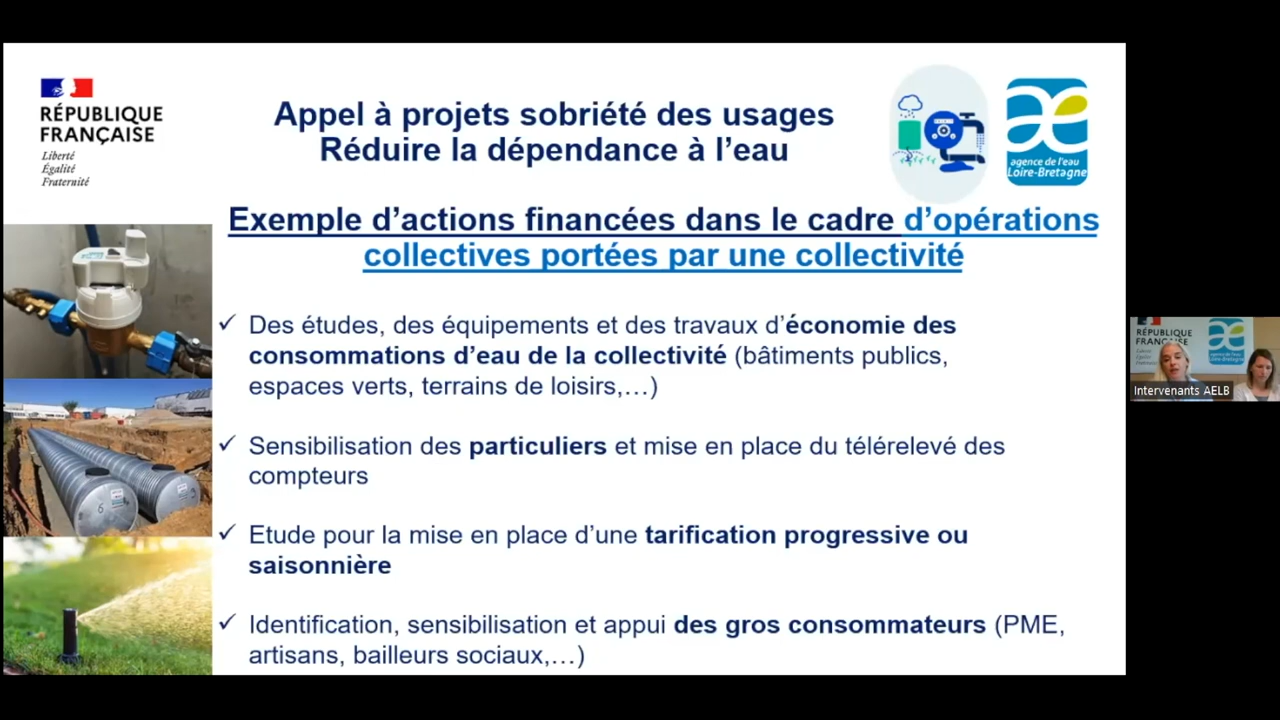 RÉPUBLIQUE
FRANÇAISE
Liberté
Égalité
Fraternité
Appel à projets sobriété des usages
Réduire la dépendance à l’eau
agence de l'eau
Loire-Bretagne
Exemple d’actions financées dans le cadre d’opérations
collectives portées par une collectivité
✓ Des études, des équipements et des travaux d’économie des
consommations d’eau de la collectivité (bâtiments publics,
espaces verts, terrains de loisirs,…)
✓ Sensibilisation des particuliers et mise en place du télérelevé des
compteurs
✓ Etude pour la mise en place d’une tarification progressive ou
saisonnière
✓ Identification, sensibilisation et appui des gros consommateurs (PME,
artisans, bailleurs sociaux,…)
RÉPUBLIQUE
FRANÇAISE
Intervenants AELB